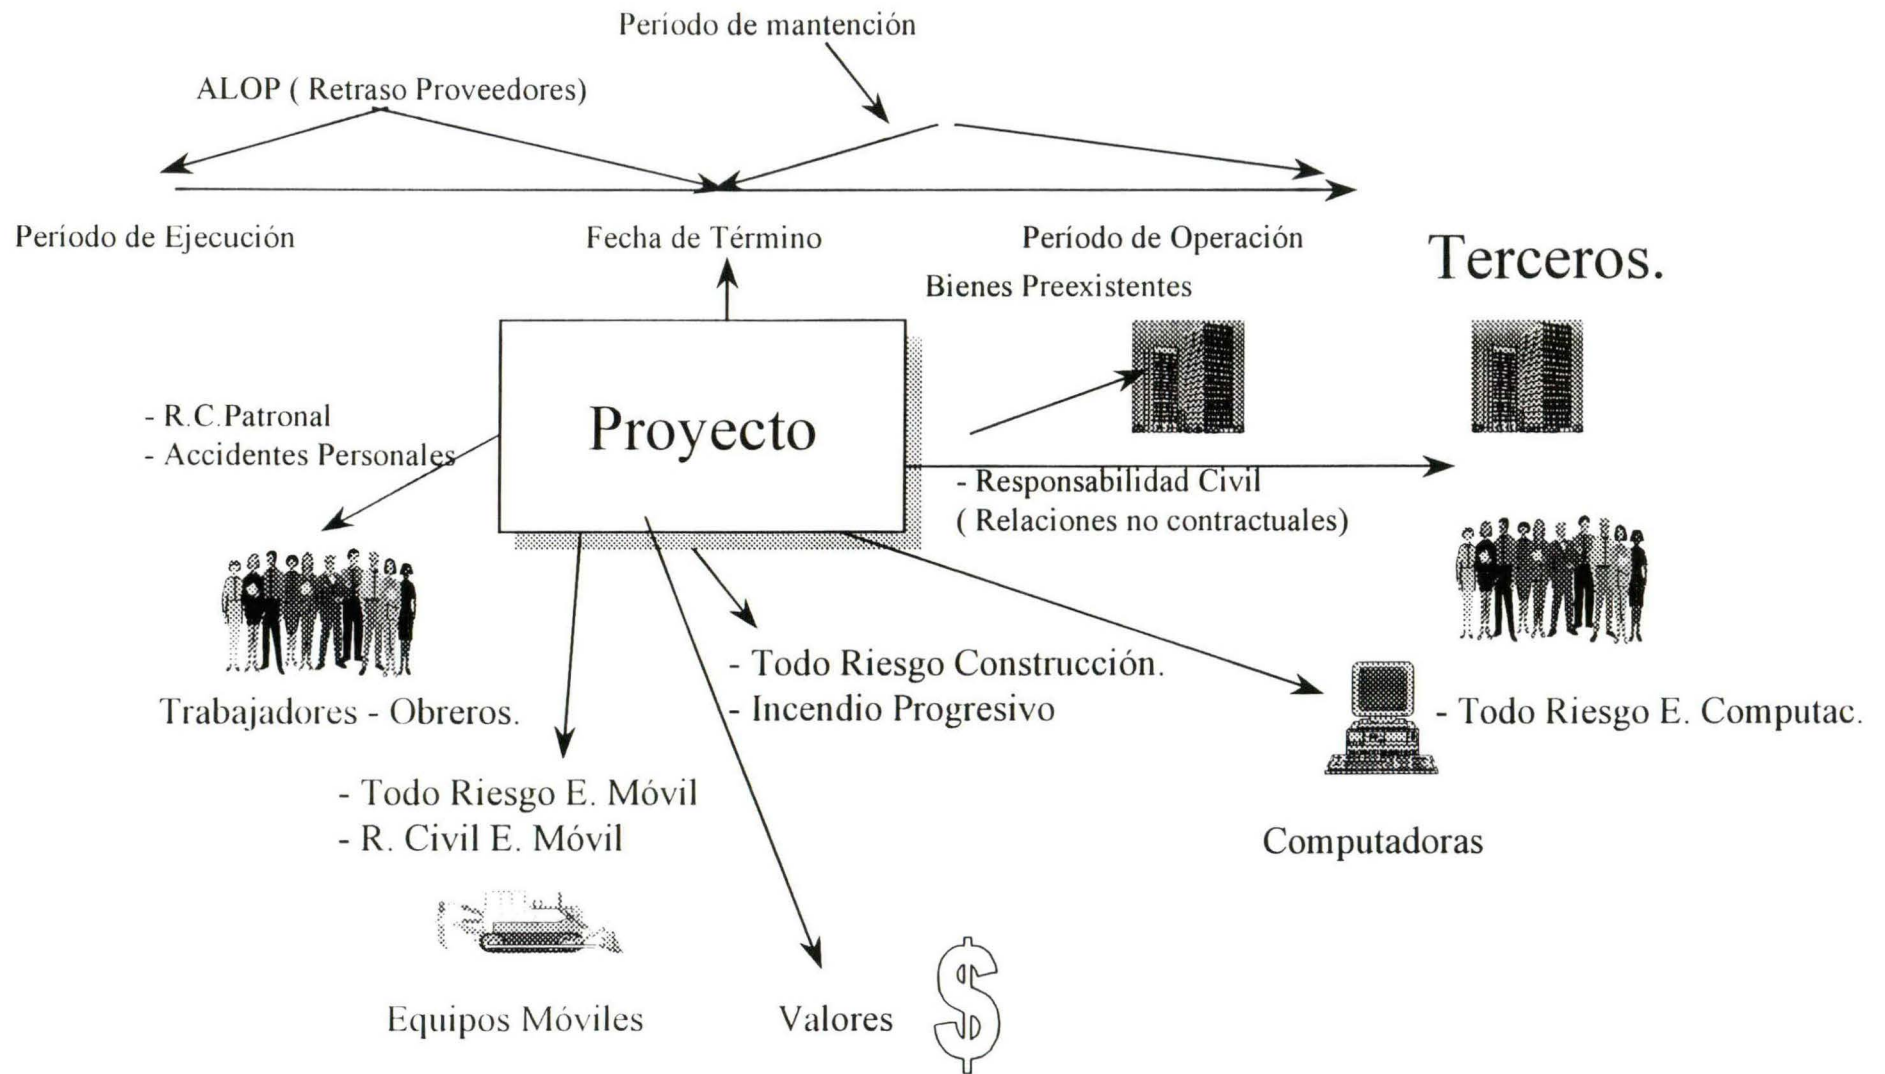 Período de mantención
ALOP ( Retraso Proveedores)
Período de Ejecución
Fecha de Término
Período de Operación
Terceros.
Bienes Preexistentes
Proyecto
- R.C.Patronal
- Accidentes Personales
- Responsabilidad Civil
( Relaciones no contractuales)
Trabajadores - Obreros.
- Todo Riesgo Construcción.
- Incendio Progresivo
- Todo Riesgo E. Computac.
- Todo Riesgo E. Móvil
- R. Civil E. Móvil
Computadoras
Equipos Móviles
Valores
$